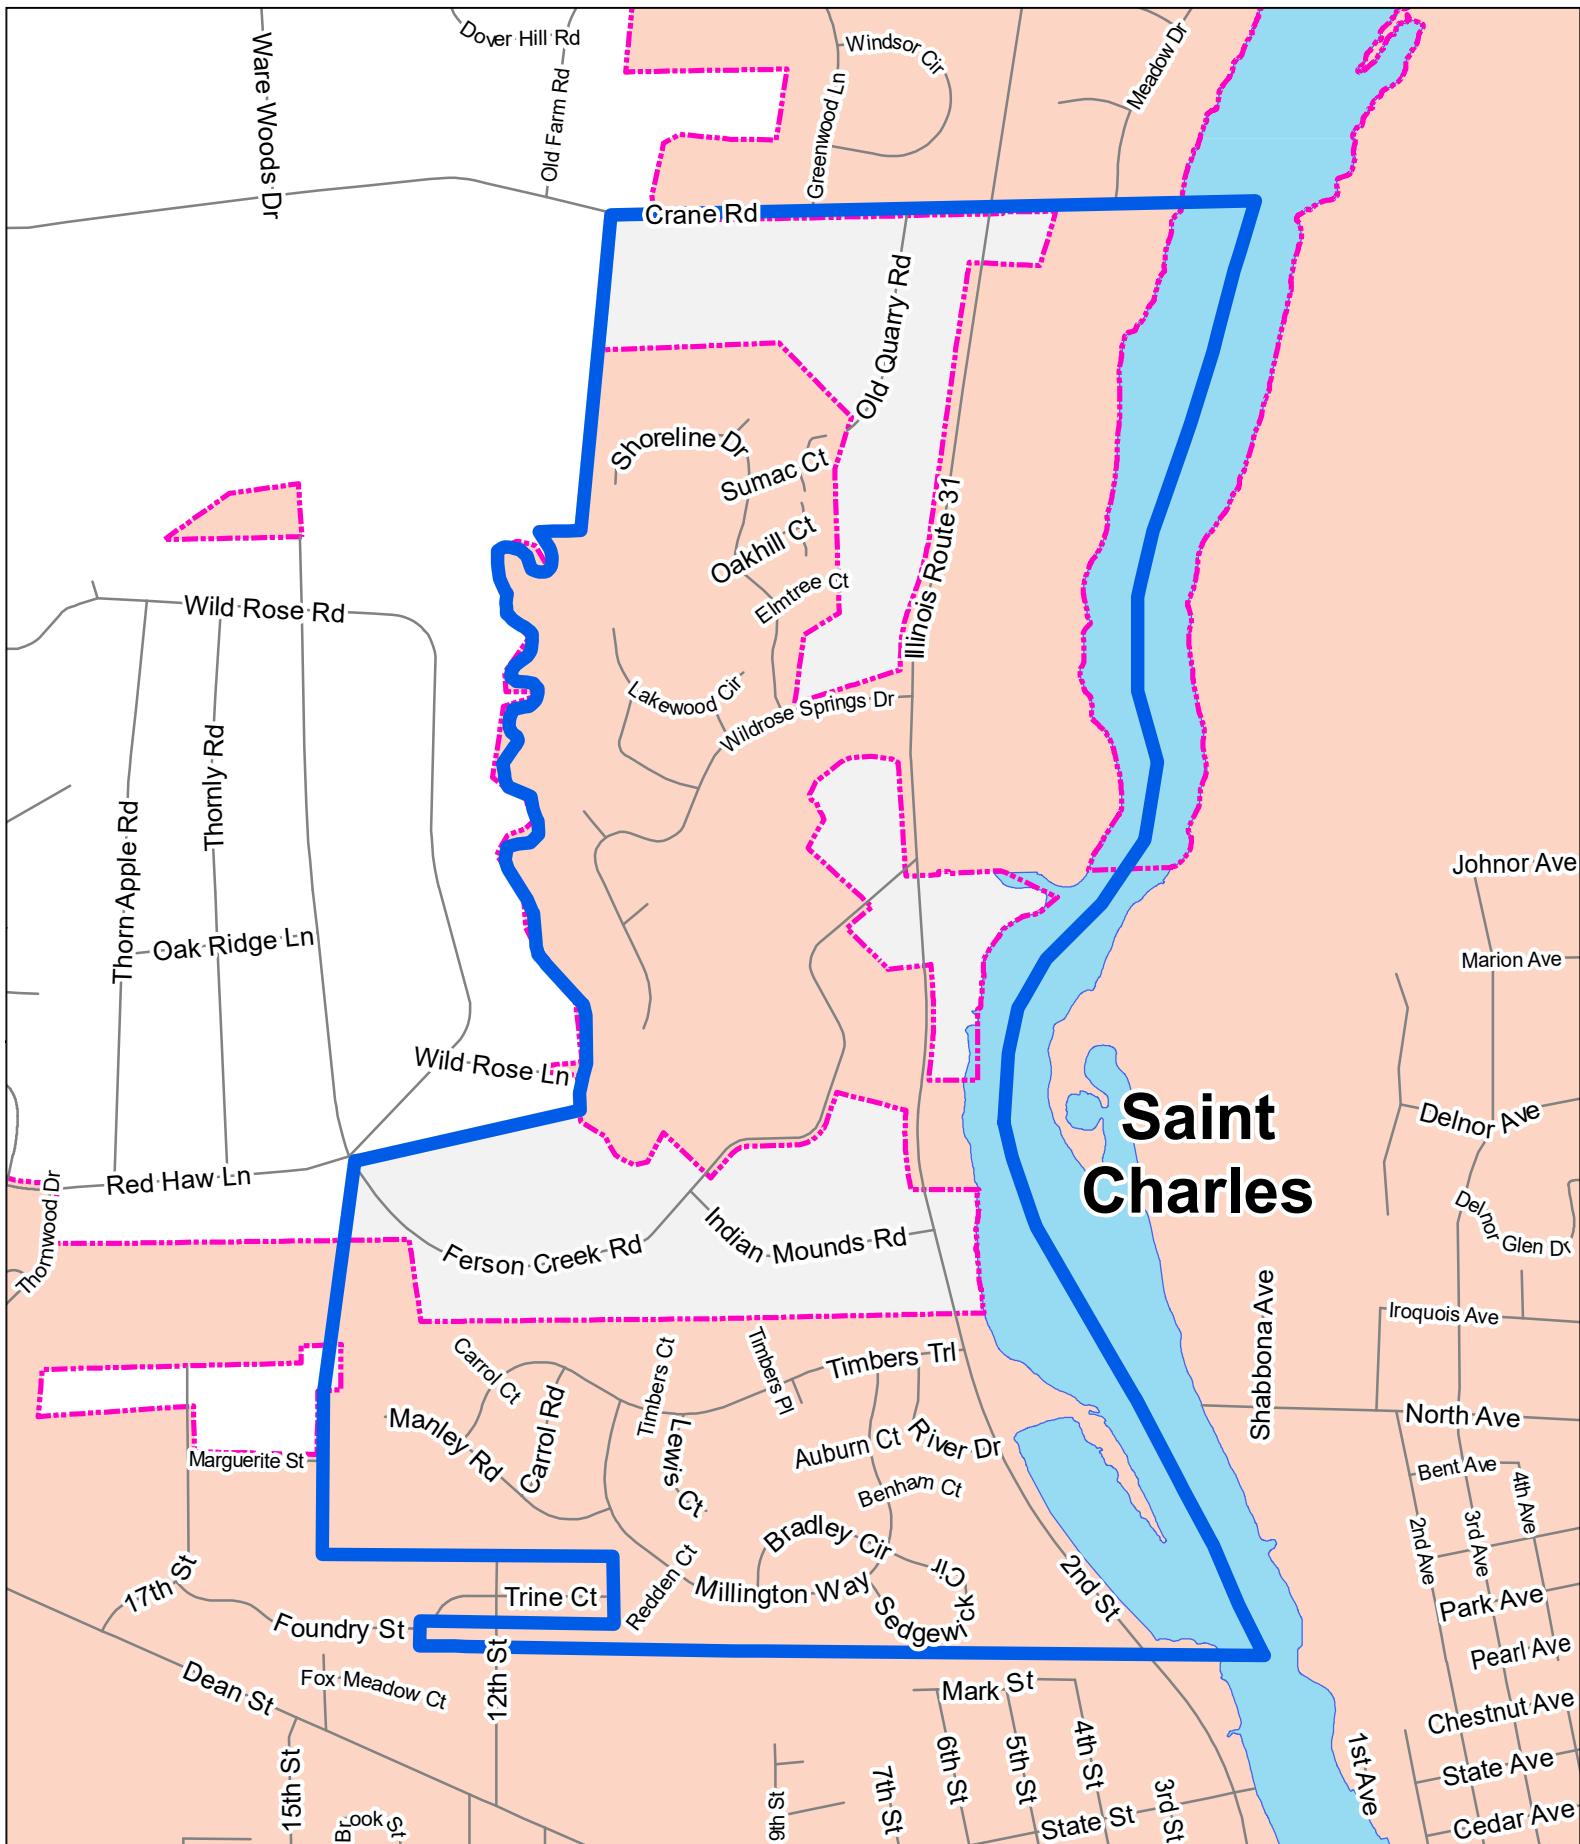 Dover Hill Rd
Ware Woods Dr
Old Farm Rd
Windsor Cir
Greenwood Ln
Meadow Dr
Crane Rd
Old Quarry Rd
Shoreline Dr
Sumac Ct
Oakhill Ct
Elmtree Ct
Illinois Route 31
Wild Rose Rd
Lakewood Cir
Wildrose Springs Dr
Thornly Rd
Thorn Apple Rd
Oak Ridge Ln
Johnor Ave
Marion Ave
Wild Rose Ln
Saint
Charles
Delnor Ave
Red Haw Ln
Thornwood Dr
Ferson Creek Rd
Indian Mounds Rd
Delnor Glen Dr
Shabbona Ave
Iroquois Ave
Carrol Ct
Carrol Rd
Timbers Ct
Timbers Pl
Timbers Trl
Manley Rd
Lewis Ct
Auburn Ct
River Dr
Benham Ct
North Ave
Bent Ave
4th Ave
3rd Ave
2nd Ave
Marguerite St
Bradley Cir
17th St
Trine Ct
Redden Ct
Millington Way
Sedgewick Cir
2nd St
Park Ave
Foundry St
12th St
Pearl Ave
Dean St
Fox Meadow Ct
Mark St
Chestnut Ave
15th St
Brook St
9th St
7th St
6th St
5th St
4th St
3rd St
State St
1st Ave
State Ave
Cedar Ave